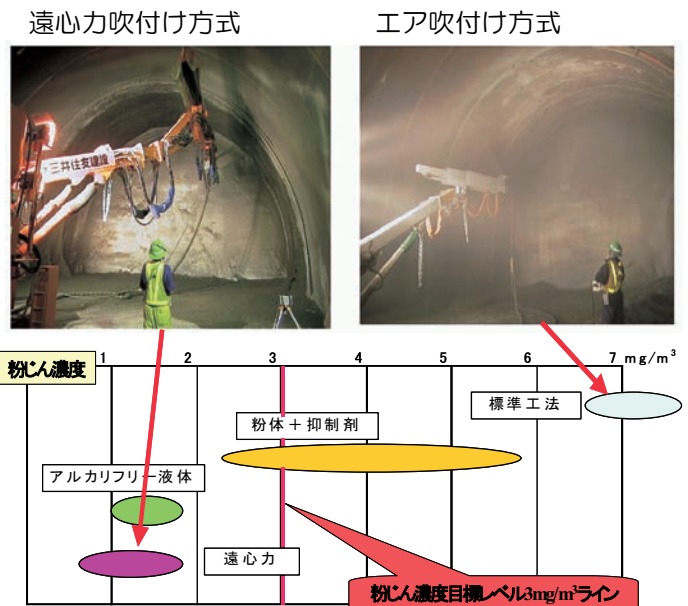 遠心力吹付け方式
エア吹付け方式
三井住友建設
粉じん濃度
1 2 3 4 5 6 7 mg/m³
標準工法
粉体＋抑制剤
アルカリフリー液体
遠心力
粉じん濃度目標レベル3mg/m³ライン